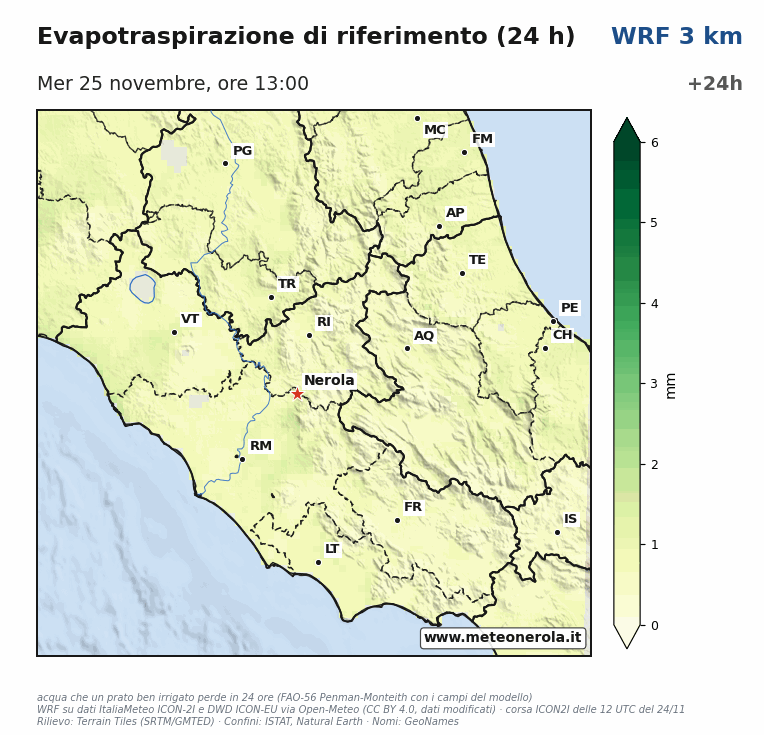 Evapotraspirazione di riferimento (24 h) WRF 3 km
Mer 25 novembre, ore 13:00 +24h
MC
FM
PG
AP
TE
TR
PE
VT
RI
AQ
CH
Nerola
RM
FR
IS
LT
www.meteonerola.it
6
5
4
3
2
1
0
mm
acqua che un prato ben irrigato perde in 24 ore (FAO-56 Penman-Monteith con i campi del modello)
WRF su dati ItaliaMeteo ICON-2I e DWD ICON-EU via Open-Meteo (CC BY 4.0, dati modificati) · corsa ICON2I delle 12 UTC del 24/11
Rilievo: Terrain Tiles (SRTM/GMTED) · Confini: ISTAT, Natural Earth · Nomi: GeoNames